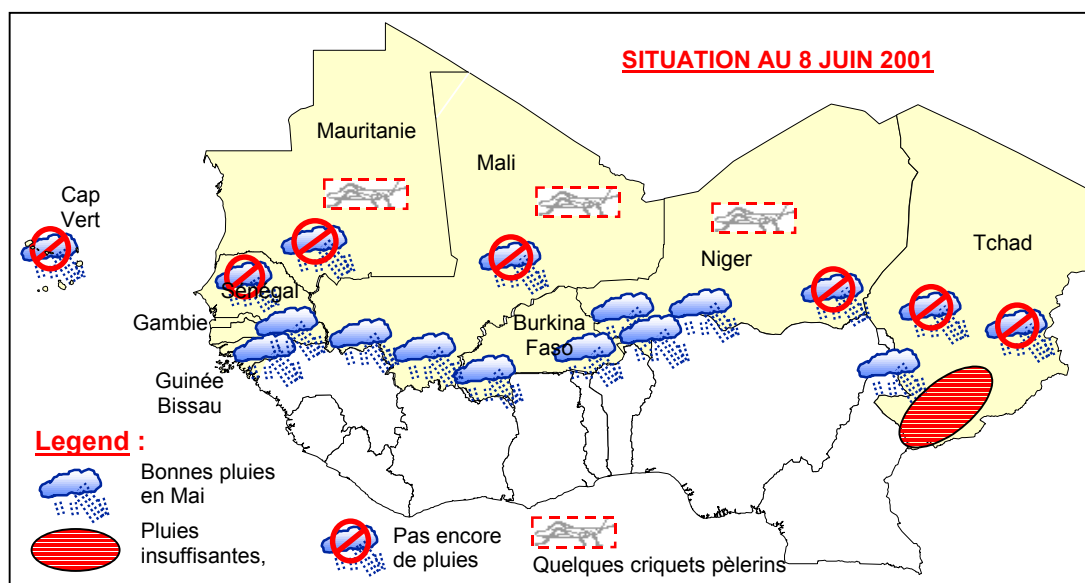 SITUATION AU 8 JUIN 2001
Mauritanie
Mali
Cap
Vert
Tchad
Niger
Sénégal
Gambie
Burkina
Faso
Guinée
Bissau
Legend :
Bonnes pluies
en Mai
Pluies
insuffisantes,
Pas encore
de pluies
Quelques criquets pèlerins